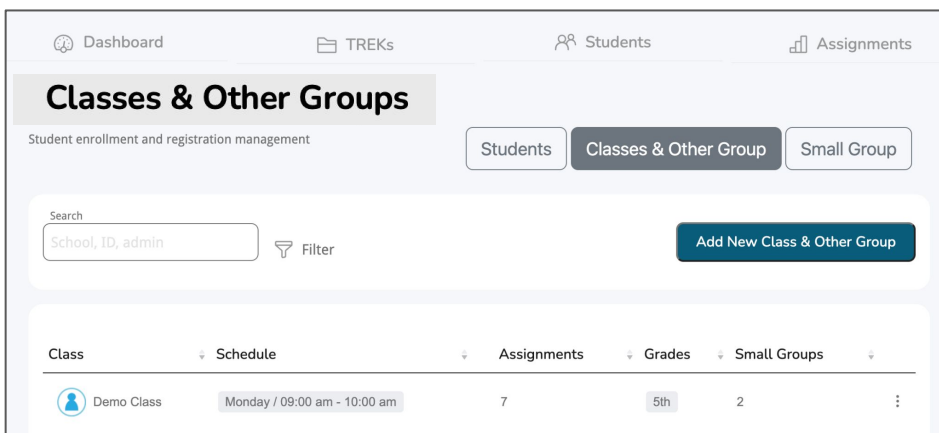 Dashboard TREKs Students Assignments
Classes & Other Groups
Student enrollment and registration management
Students Classes & Other Group Small Group
Search
School, ID, admin
Filter
Add New Class & Other Group
Class Schedule Assignments Grades Small Groups
Demo Class Monday / 09:00 am - 10:00 am 7 5th 2